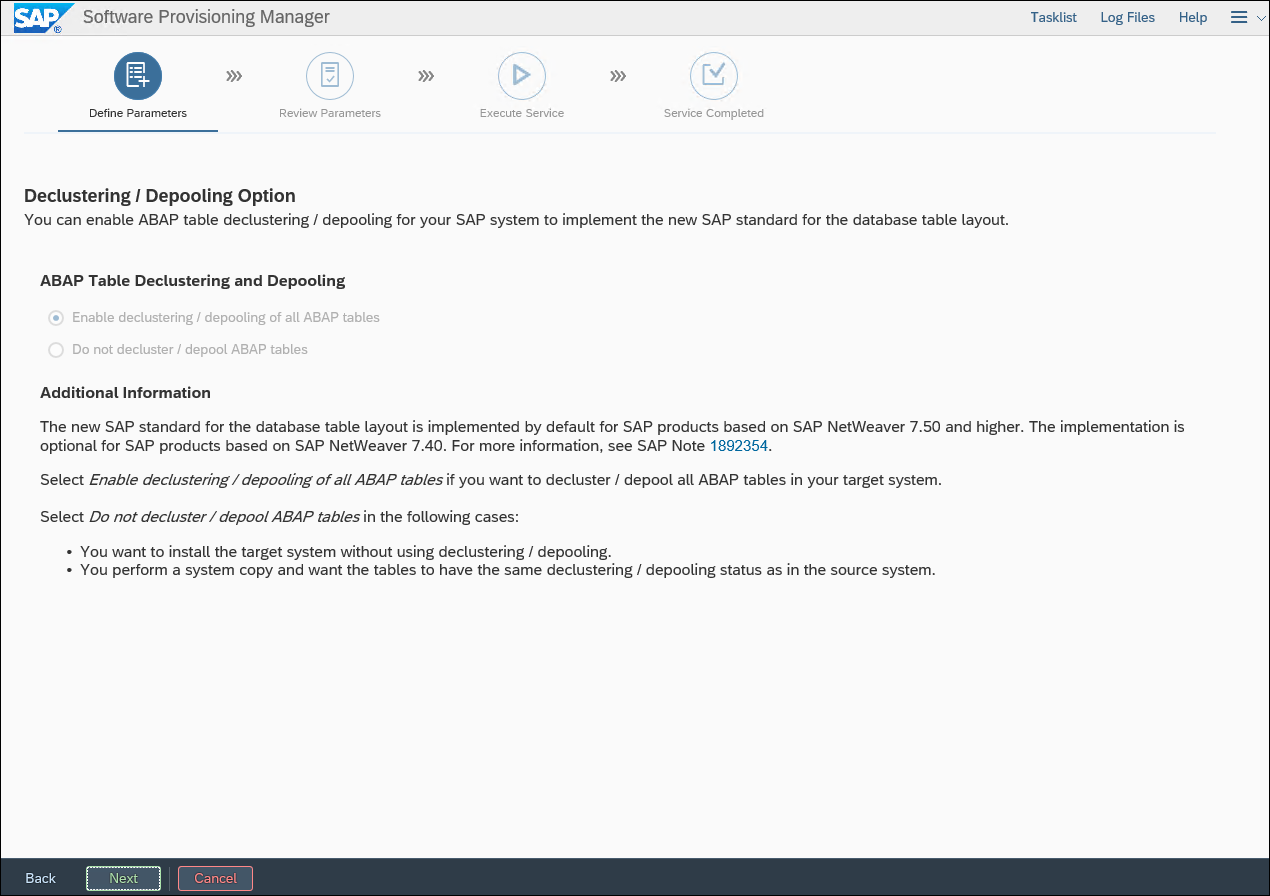 SAP ® Software Provisioning Manager Tasklist Log Files Help
Define Parameters Review Parameters Execute Service Service Completed
Declustering / Depooling Option
You can enable ABAP table declustering / depooling for your SAP system to implement the new SAP standard for the database table layout.
ABAP Table Declustering and Depooling
Enable declustering / depooling of all ABAP tables
Do not decluster / depool ABAP tables
Additional Information
The new SAP standard for the database table layout is implemented by default for SAP products based on SAP NetWeaver 7.50 and higher. The implementation is
optional for SAP products based on SAP NetWeaver 7.40. For more information, see SAP Note 1892354.
Select Enable declustering / depooling of all ABAP tables if you want to decluster / depool all ABAP tables in your target system.
Select Do not decluster / depool ABAP tables in the following cases:
• You want to install the target system without using declustering / depooling.
• You perform a system copy and want the tables to have the same declustering / depooling status as in the source system.
Back Next Cancel